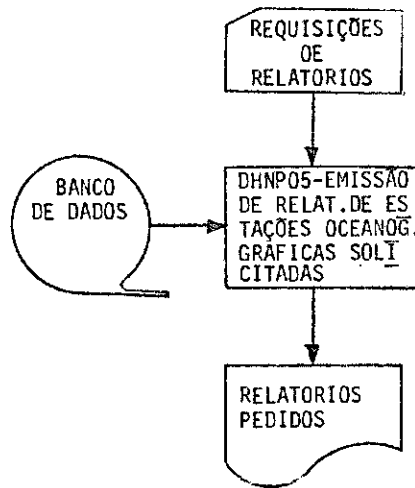 REQUISIÇÕES
DE
RELATORIOS
BANCO
DE DADOS
DHNP05-EMISSÃO
DE RELAT.DE ES
TAÇÕES OCEANOG.
GRÁFICAS SOLI
CITADAS
RELATORIOS
PEDIDOS